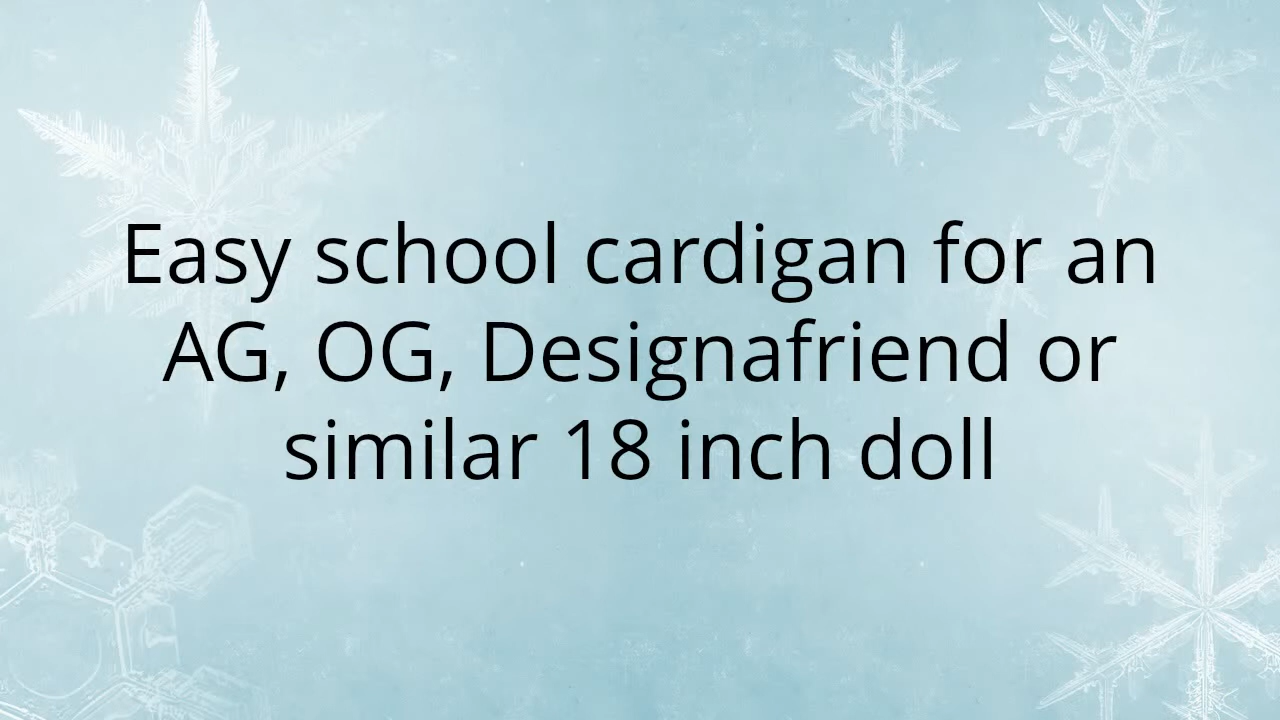 Easy school cardigan for an
AG, OG, Designafriend or
similar 18 inch doll